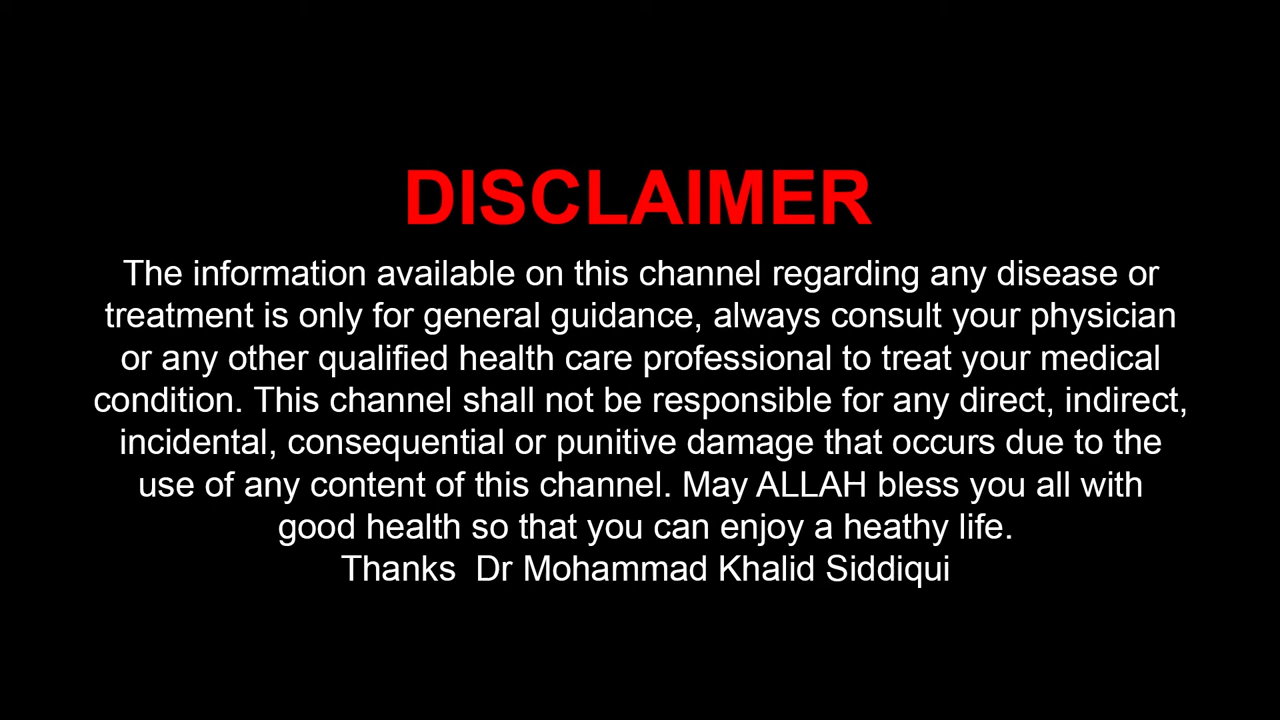 DISCLAIMER
The information available on this channel regarding any disease or
treatment is only for general guidance, always consult your physician
or any other qualified health care professional to treat your medical
condition. This channel shall not be responsible for any direct, indirect,
incidental, consequential or punitive damage that occurs due to the
use of any content of this channel. May ALLAH bless you all with
good health so that you can enjoy a heathy life.
Thanks  Dr Mohammad Khalid Siddiqui